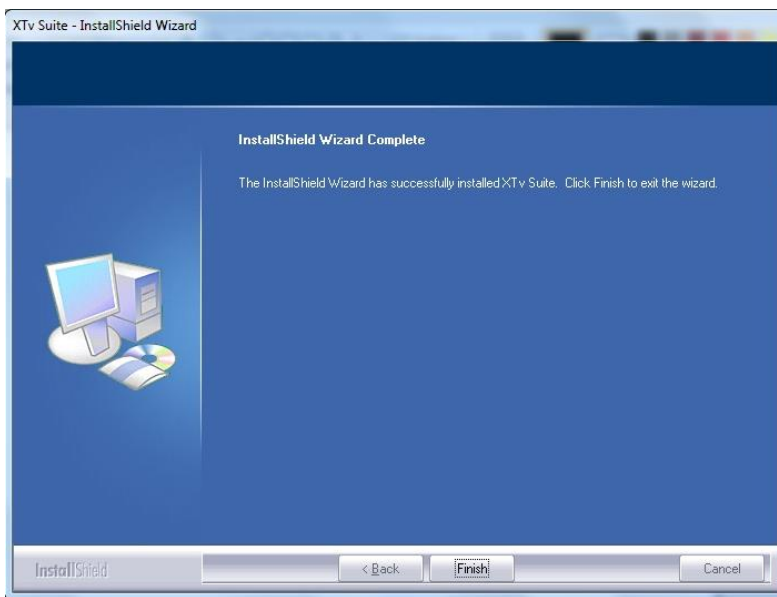 XTv Suite - InstallShield Wizard
InstallShield Wizard Complete
The InstallShield Wizard has successfully installed XTv Suite. Click Finish to exit the wizard.
InstallShield
< Back
Finish
Cancel